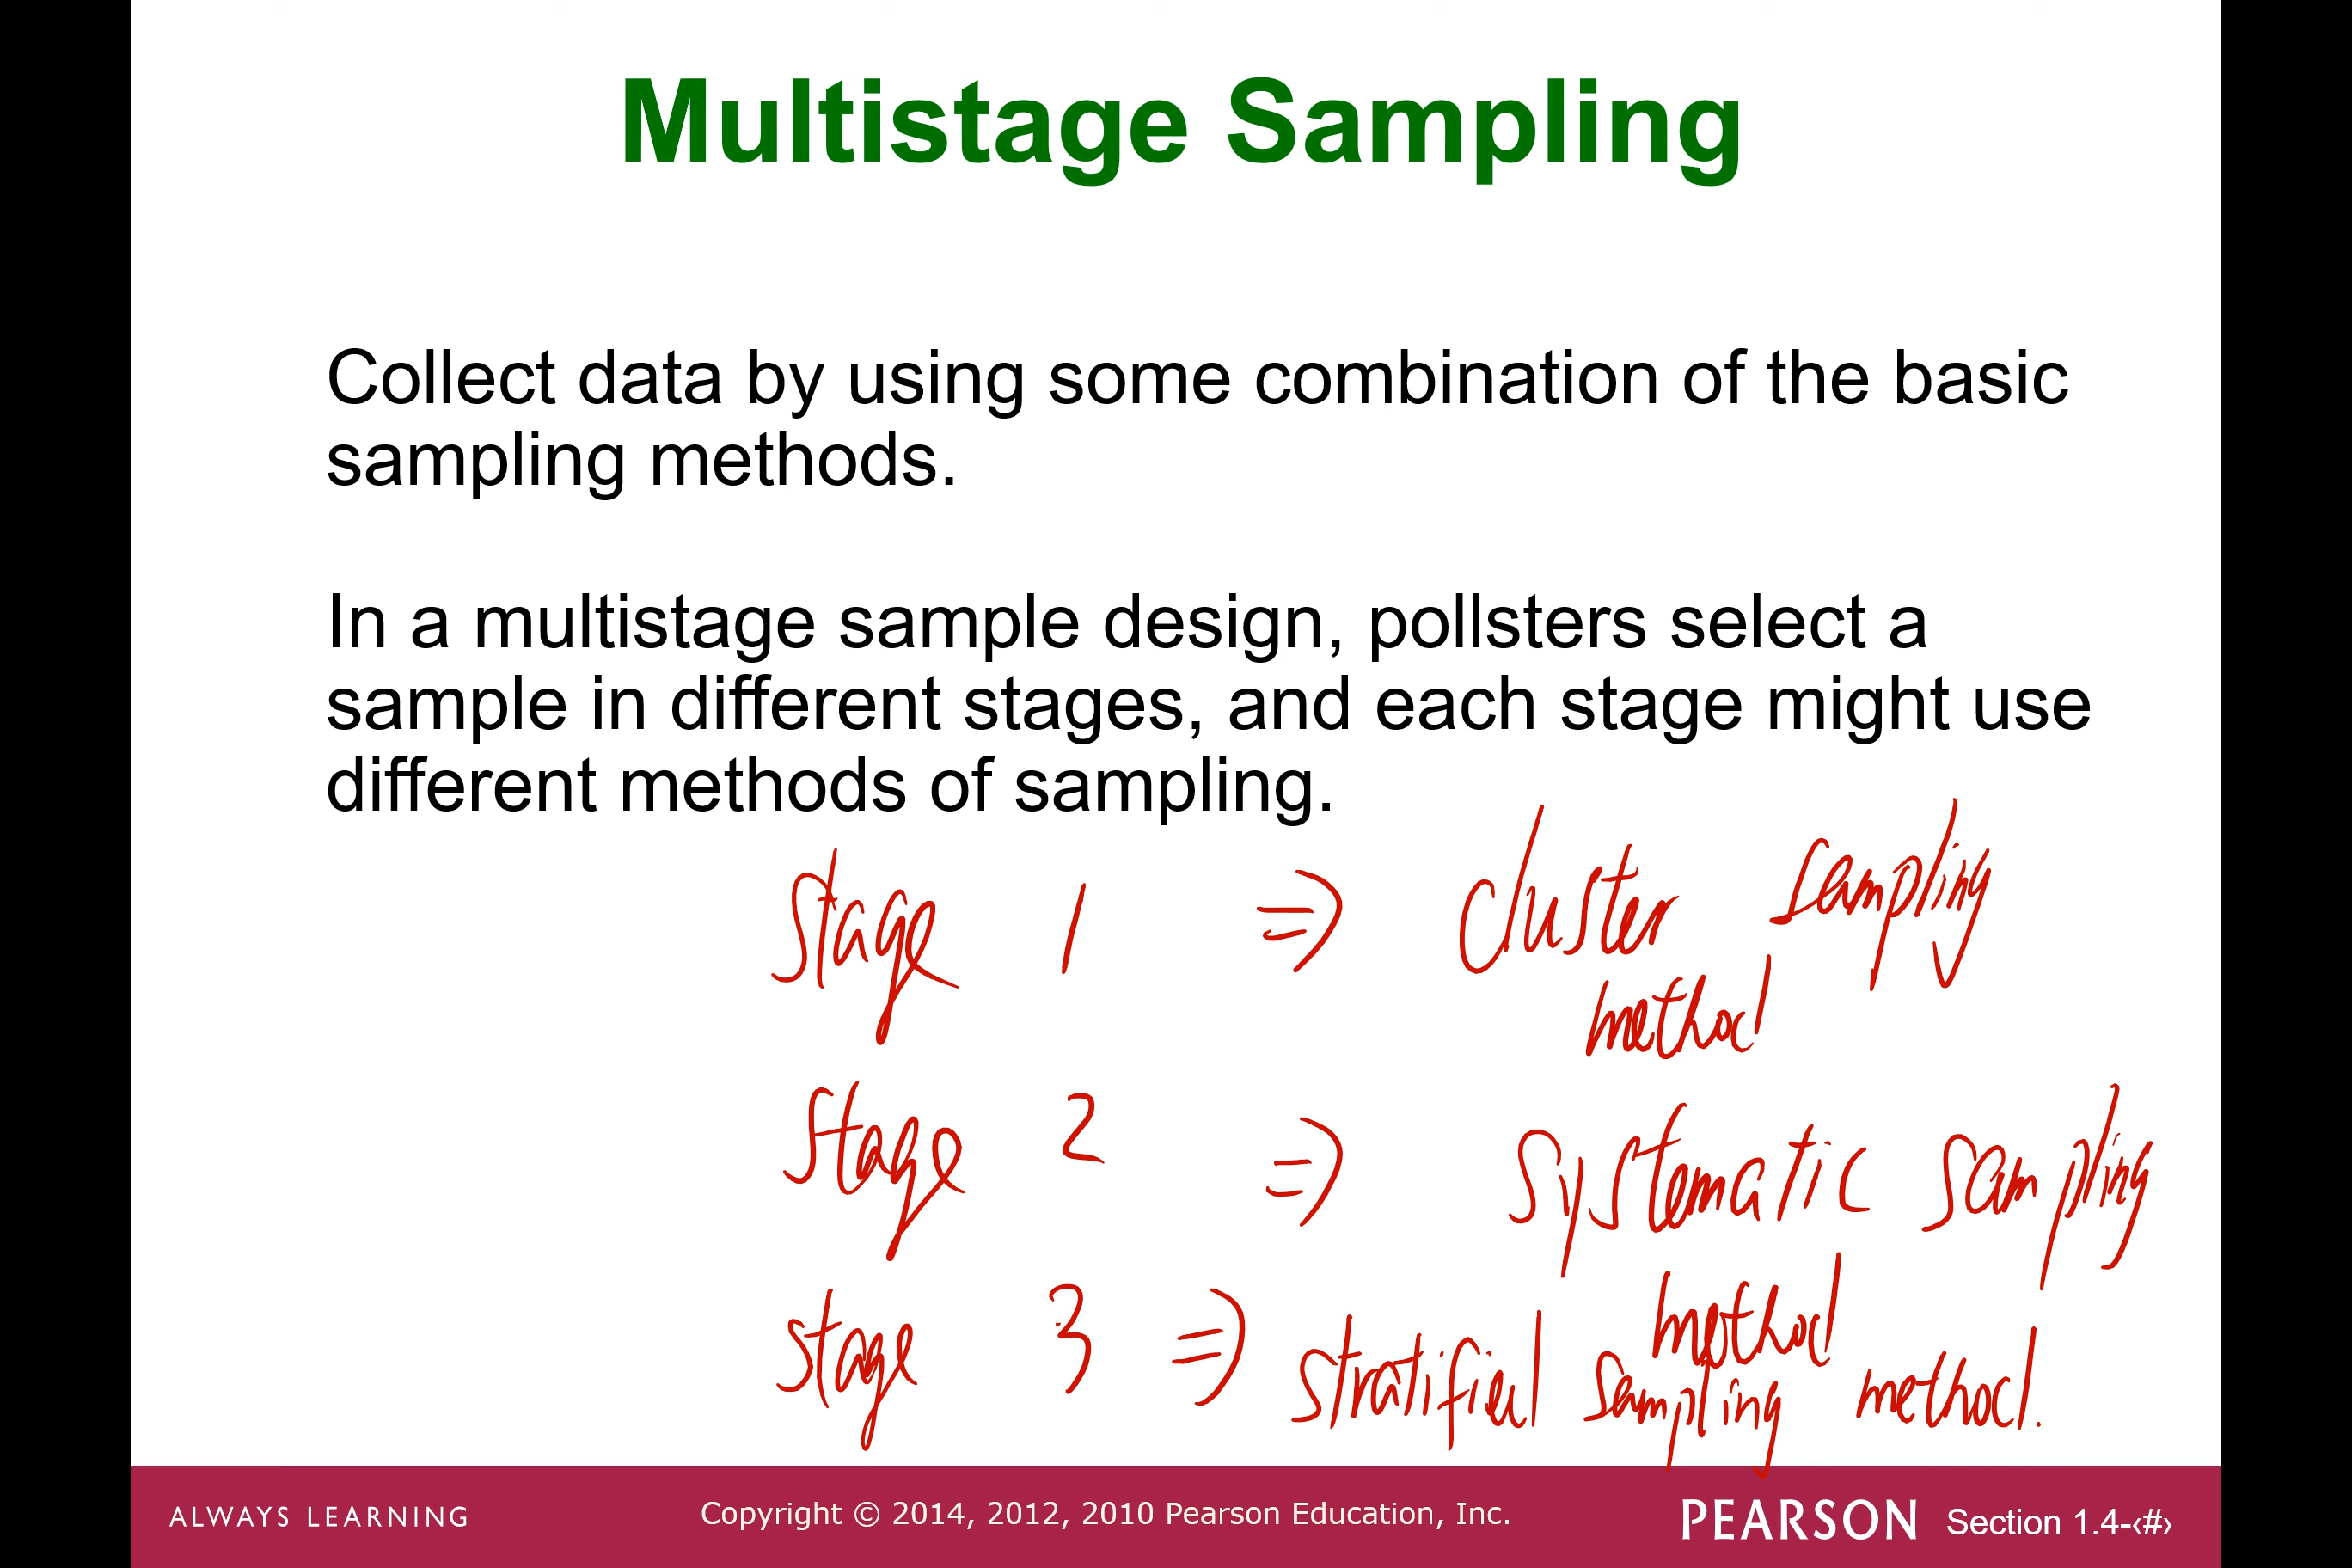 Multistage Sampling
Collect data by using some combination of the basic
sampling methods.
In a multistage sample design, pollsters select a
sample in different stages, and each stage might use
different methods of sampling.
Stage 1 ⇒ cluster sampling
method
Stage 2 ⇒ Systematic sampling
method
Stage 3 ⇒ stratified sampling method.
ALWAYS LEARNING
Copyright © 2014, 2012, 2010 Pearson Education, Inc.
PEARSON
Section 1.4-‹#›